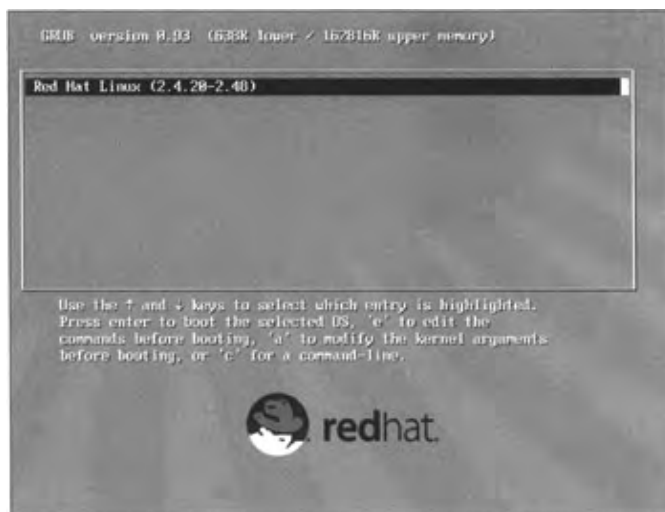 GRUB version 0.93 (638K lower / 162816K upper memory)
Red Hat Linux (2.4.20-2.48)
Use the ↑ and ↓ keys to select which entry is highlighted.
Press enter to boot the selected OS, 'e' to edit the
commands before booting, 'a' to modify the kernel arguments
before booting, or 'c' for a command-line.
redhat.